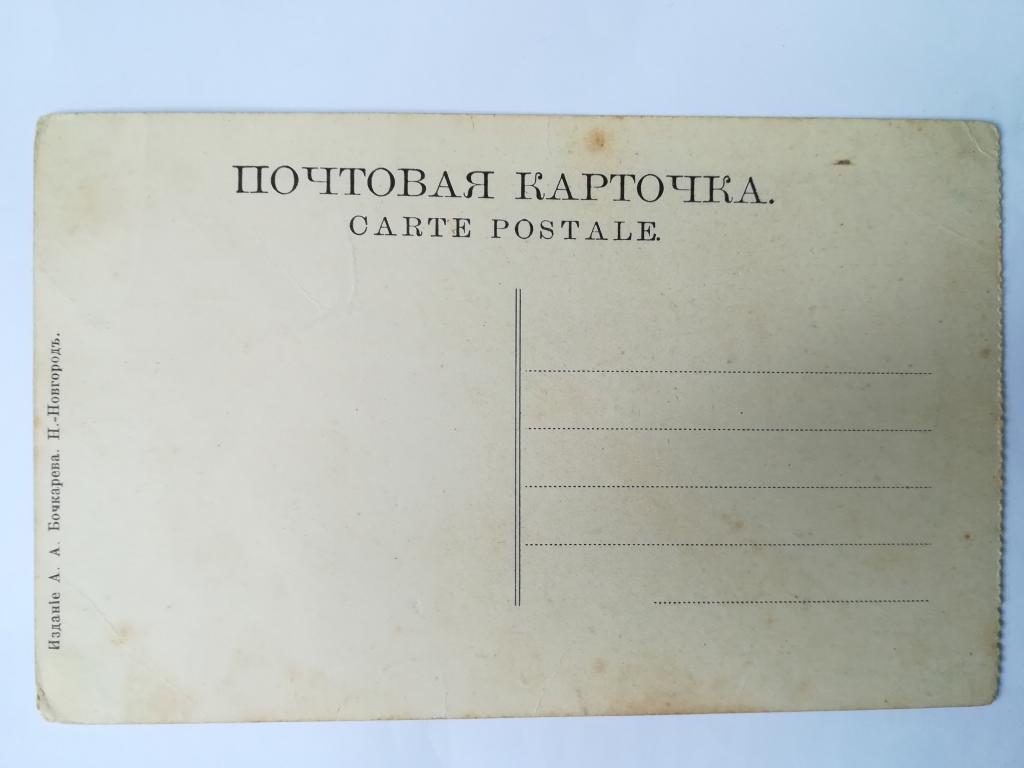 ПОЧТОВАЯ КАРТОЧКА.
CARTE POSTALE.
Изданіе А. А. Бочкарева. Н.-Новгородъ.